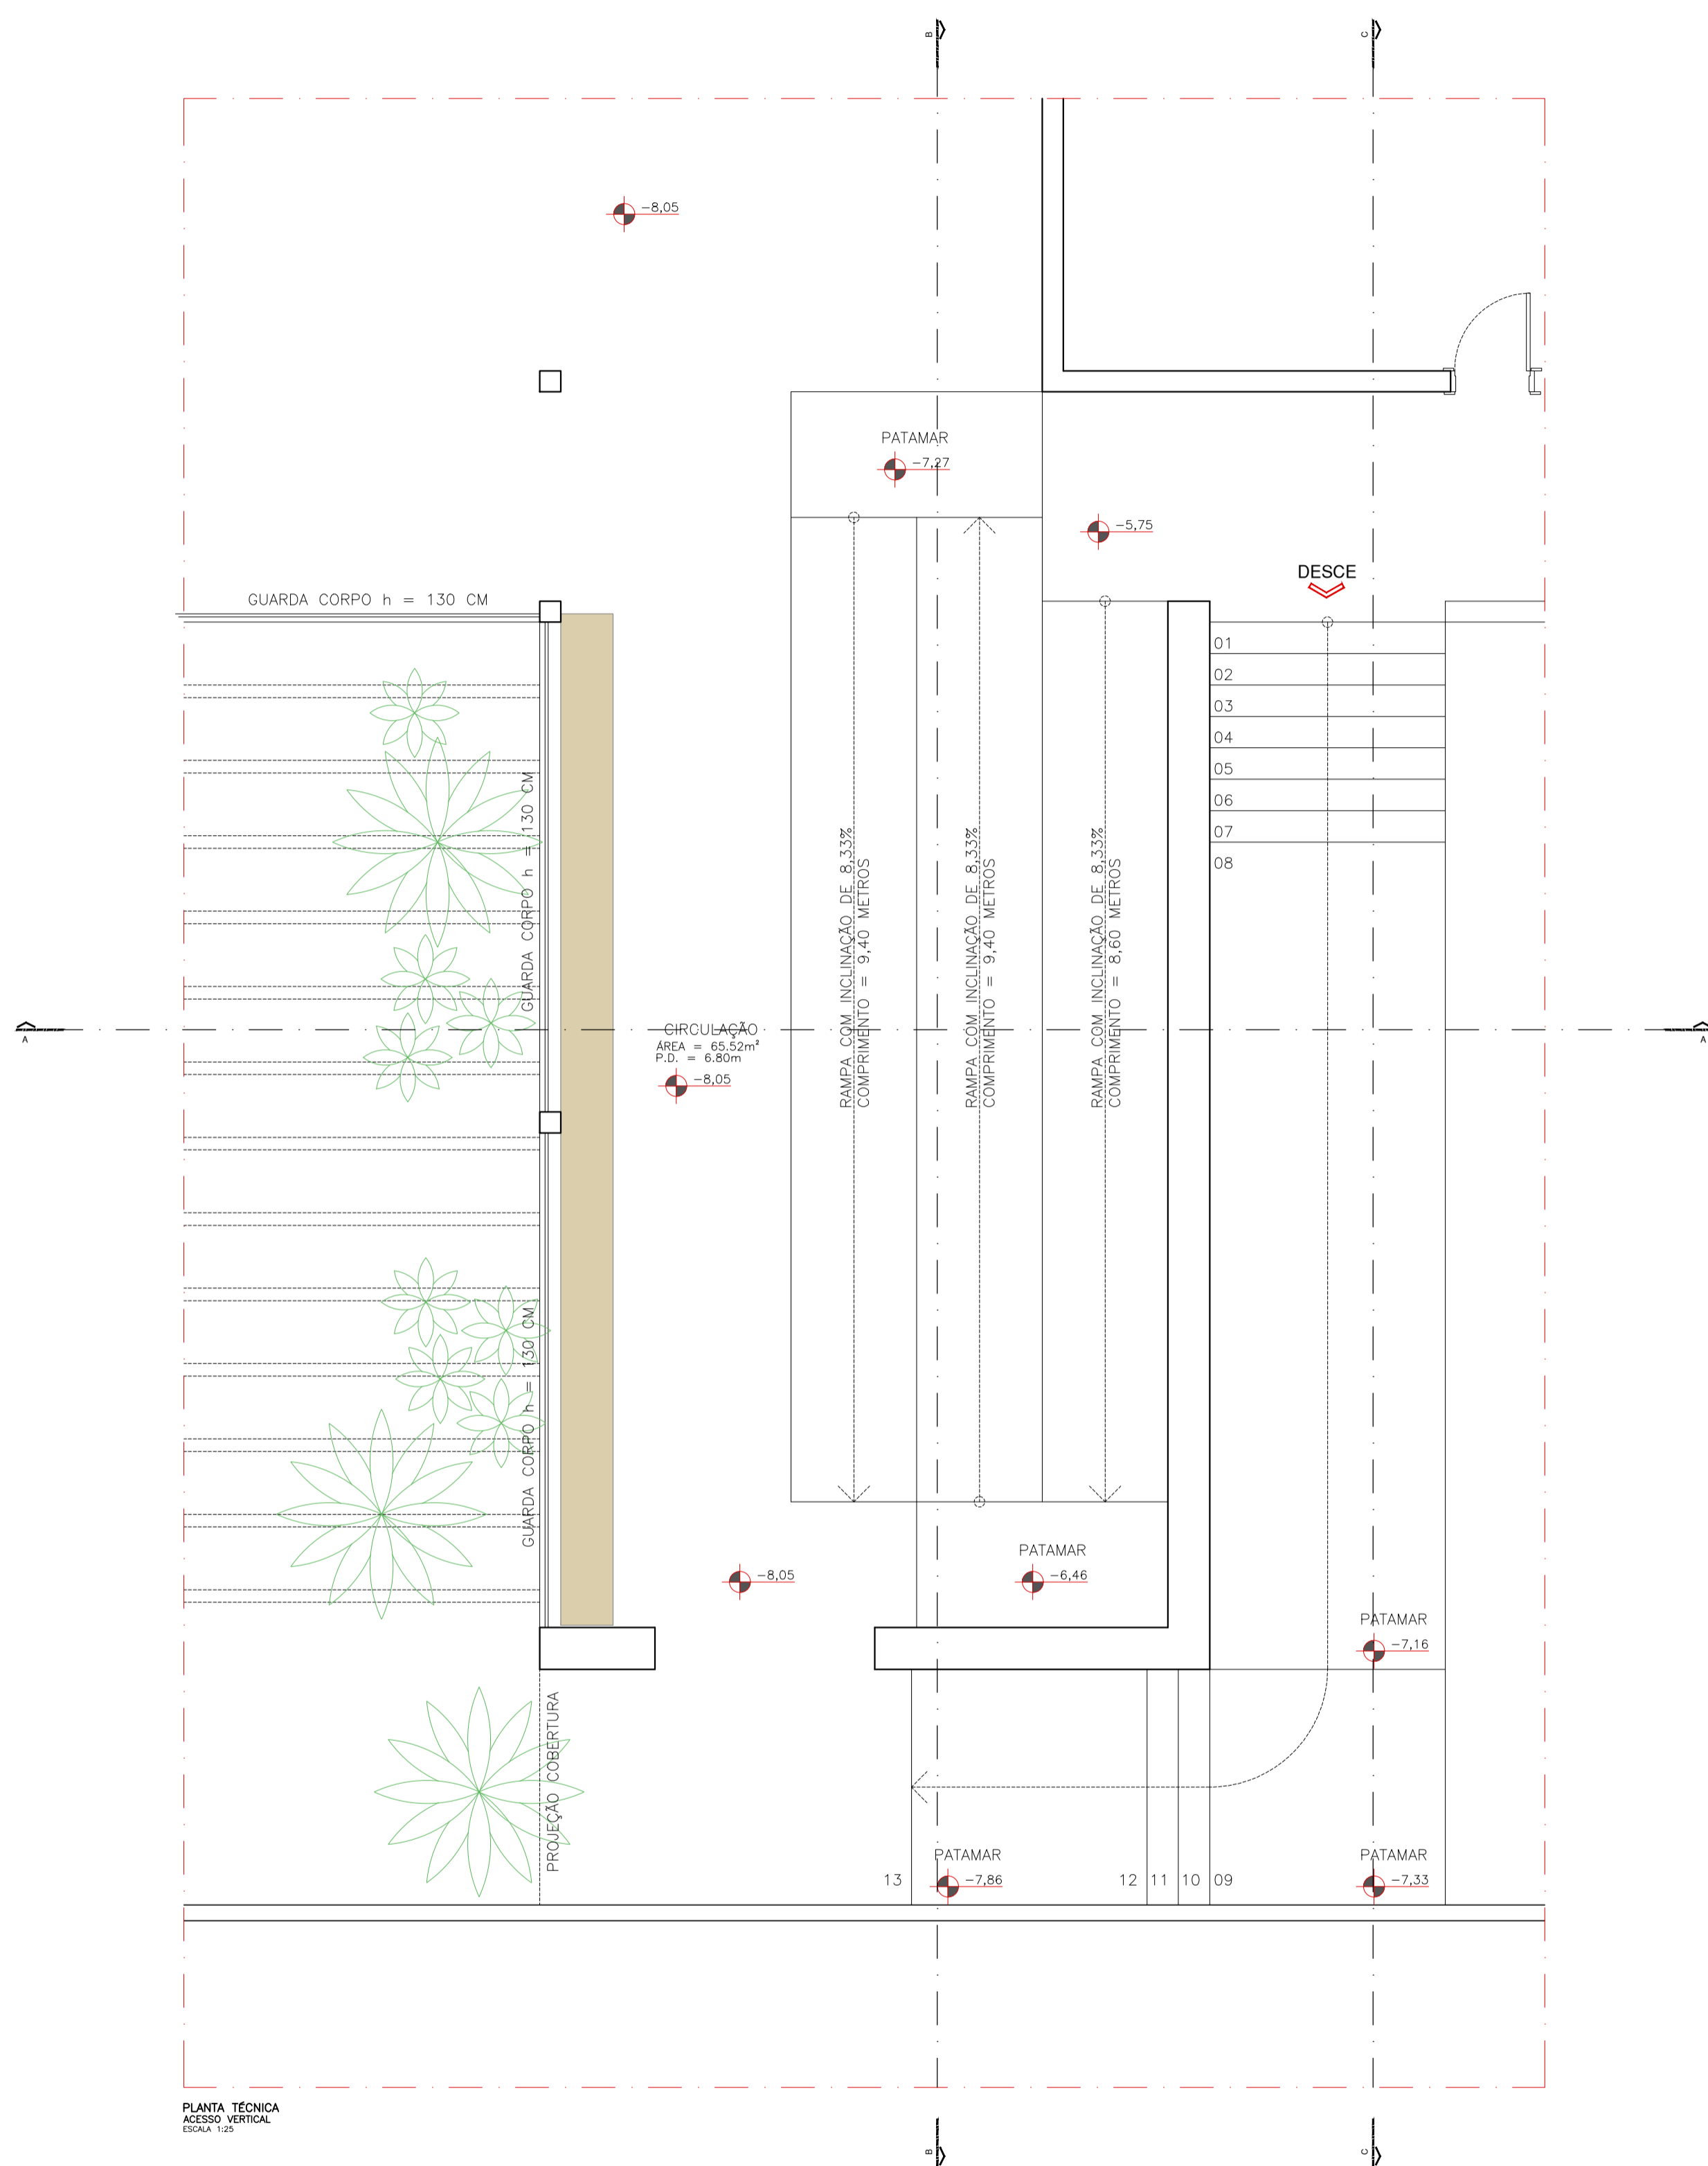 B
C
-8,05
PATAMAR
-7,27
-5,75
DESCE
GUARDA CORPO h = 130 CM
01
02
03
04
05
06
07
08
GUARDA CORPO h = 130 CM
RAMPA COM INCLINAÇÃO DE 8,33%
COMPRIMENTO = 9,40 METROS
RAMPA COM INCLINAÇÃO DE 8,33%
COMPRIMENTO = 9,40 METROS
RAMPA COM INCLINAÇÃO DE 8,33%
COMPRIMENTO = 8,60 METROS
A
CIRCULAÇÃO
ÁREA = 65.52m²
P.D. = 6.80m
-8,05
A
GUARDA CORPO h = 130 CM
PATAMAR
-6,46
-8,05
PATAMAR
-7,16
PROJEÇÃO COBERTURA
PATAMAR
-7,86
PATAMAR
-7,33
13
12
11
10
09
PLANTA TÉCNICA
ACESSO VERTICAL
ESCALA 1:25
B
C